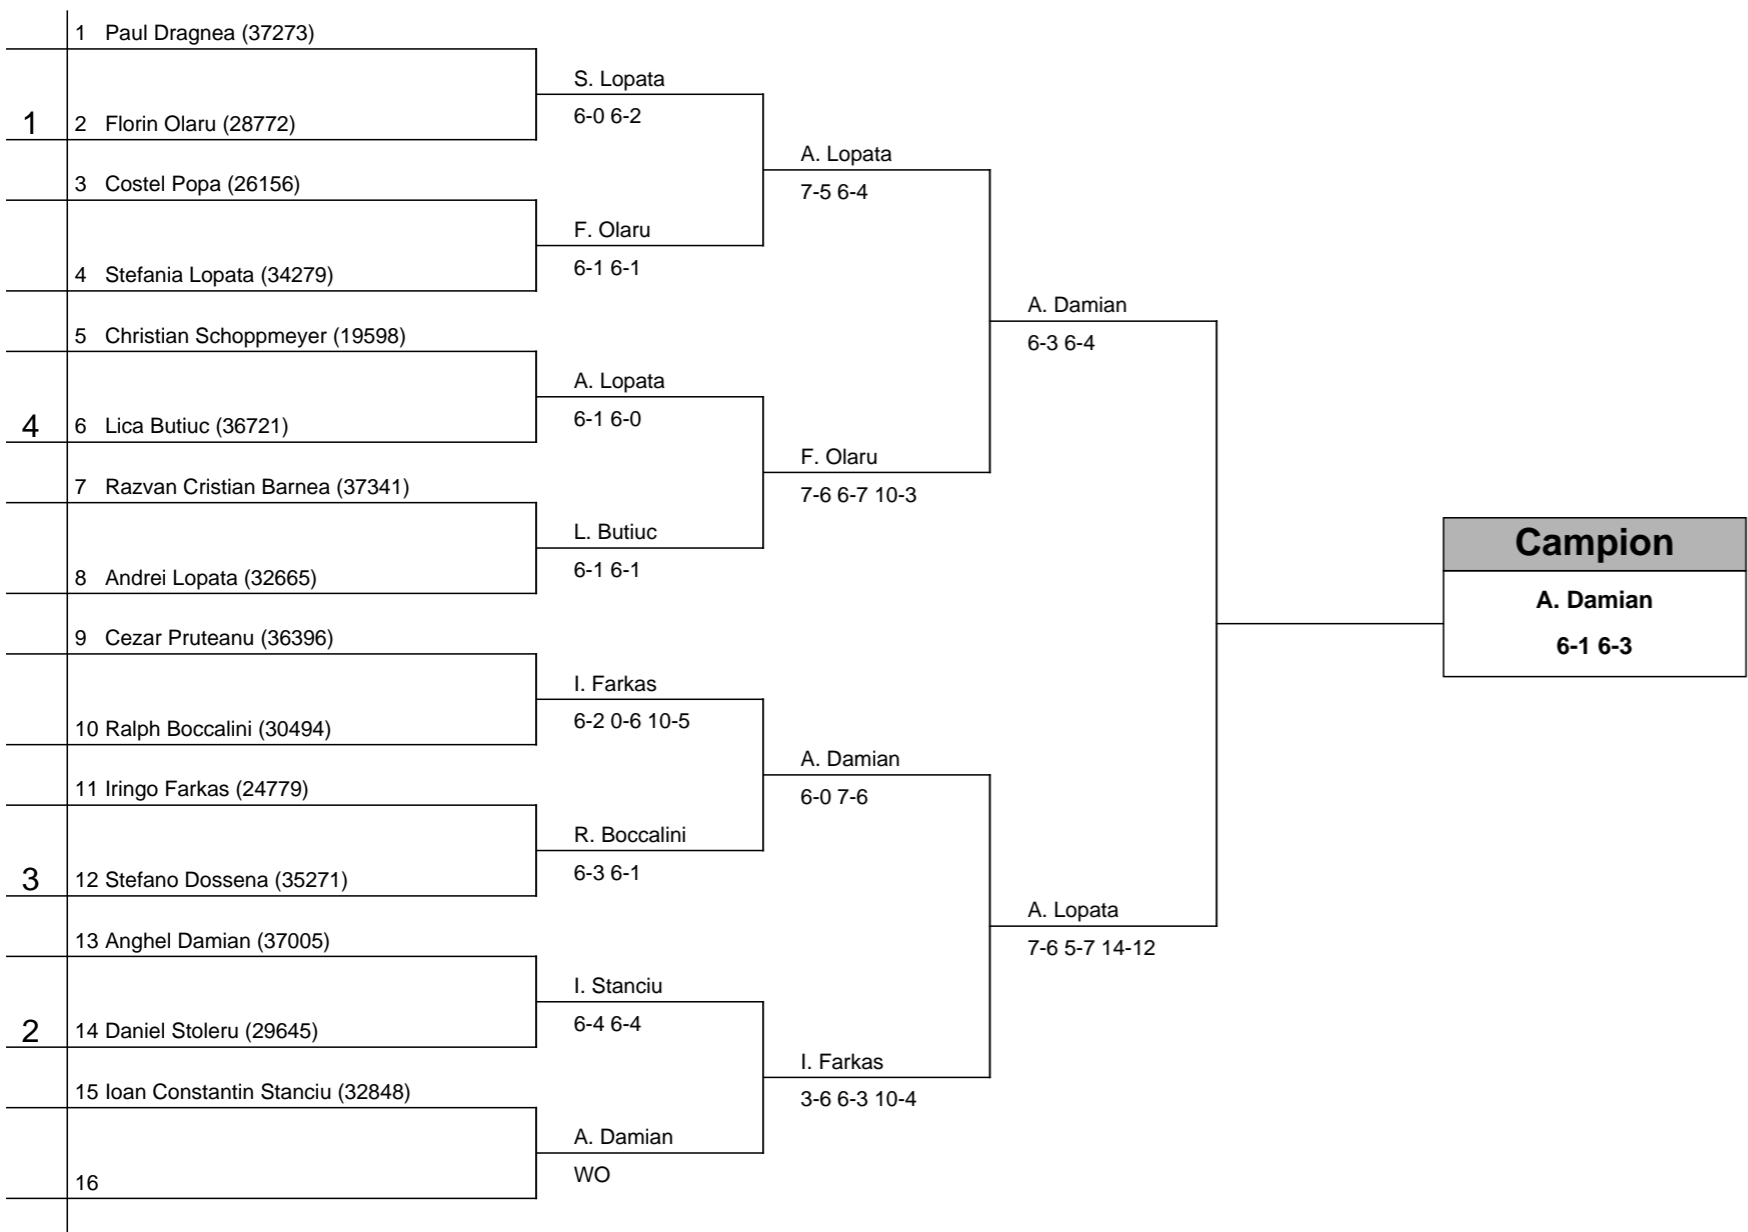 1 Paul Dragnea (37273)
S. Lopata
1 2 Florin Olaru (28772)
6-0 6-2
A. Lopata
3 Costel Popa (26156)
7-5 6-4
F. Olaru
4 Stefania Lopata (34279)
6-1 6-1
A. Damian
5 Christian Schoppmeyer (19598)
6-3 6-4
A. Lopata
4 6 Lica Butiuc (36721)
6-1 6-0
F. Olaru
7 Razvan Cristian Barnea (37341)
7-6 6-7 10-3
L. Butiuc
Campion
8 Andrei Lopata (32665)
6-1 6-1
A. Damian
9 Cezar Pruteanu (36396)
6-1 6-3
I. Farkas
10 Ralph Boccalini (30494)
6-2 0-6 10-5
A. Damian
11 Iringo Farkas (24779)
6-0 7-6
R. Boccalini
3 12 Stefano Dossena (35271)
6-3 6-1
A. Lopata
13 Anghel Damian (37005)
7-6 5-7 14-12
I. Stanciu
2 14 Daniel Stoleru (29645)
6-4 6-4
I. Farkas
15 Ioan Constantin Stanciu (32848)
3-6 6-3 10-4
A. Damian
16
WO